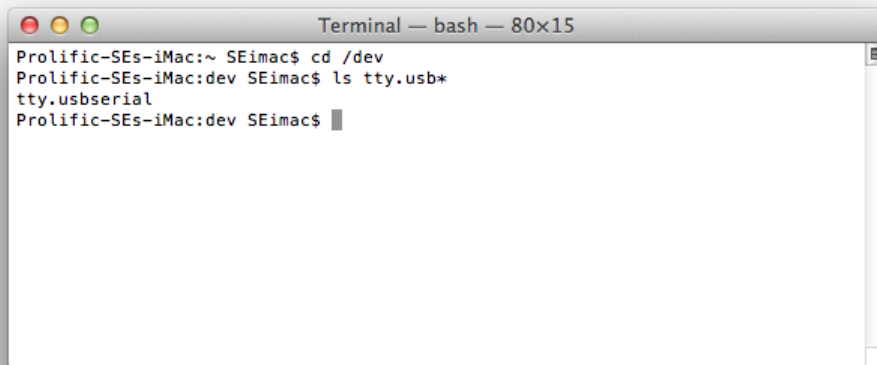 Terminal — bash — 80×15
Prolific-SEs-iMac:~ SEimac$ cd /dev
Prolific-SEs-iMac:dev SEimac$ ls tty.usb*
tty.usbserial
Prolific-SEs-iMac:dev SEimac$